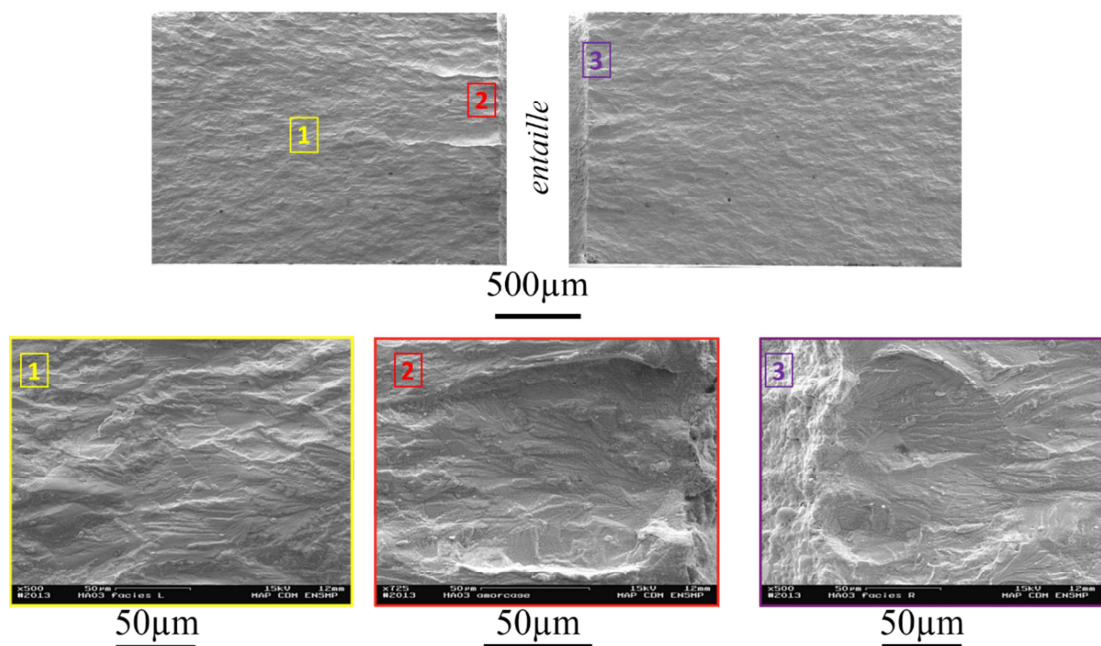 1
2
entaille
3
500µm
1
x500 50µm 15kV 12mm
#2013 HA03 facies L MAP CDM ENSMP
2
x725 50µm 15kV 12mm
#2013 HA03 amorcage MAP CDM ENSMP
3
x500 50µm 15kV 12mm
#2013 HA03 facies R MAP CDM ENSMP
50µm
50µm
50µm